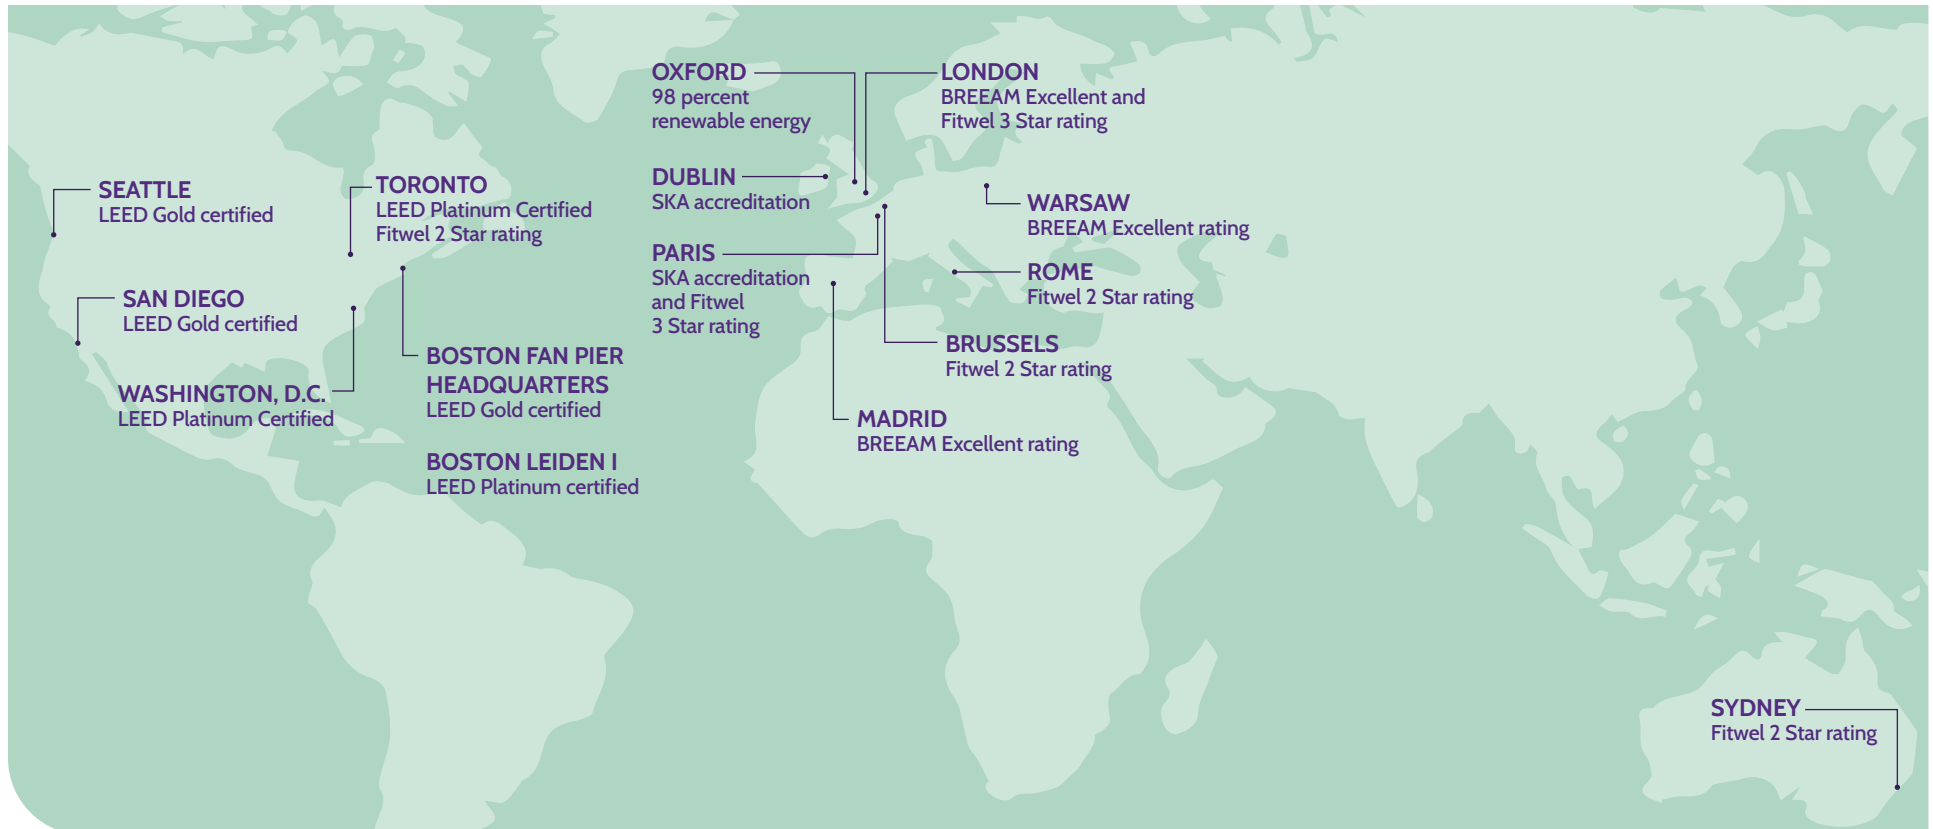 SEATTLE
LEED Gold certified
SAN DIEGO
LEED Gold certified
WASHINGTON, D.C.
LEED Platinum Certified
TORONTO
LEED Platinum Certified
Fitwel 2 Star rating
BOSTON FAN PIER
HEADQUARTERS
LEED Gold certified
BOSTON LEIDEN I
LEED Platinum certified
OXFORD
98 percent
renewable energy
DUBLIN
SKA accreditation
PARIS
SKA accreditation
and Fitwel
3 Star rating
LONDON
BREEAM Excellent and
Fitwel 3 Star rating
WARSAW
BREEAM Excellent rating
ROME
Fitwel 2 Star rating
BRUSSELS
Fitwel 2 Star rating
MADRID
BREEAM Excellent rating
SYDNEY
Fitwel 2 Star rating